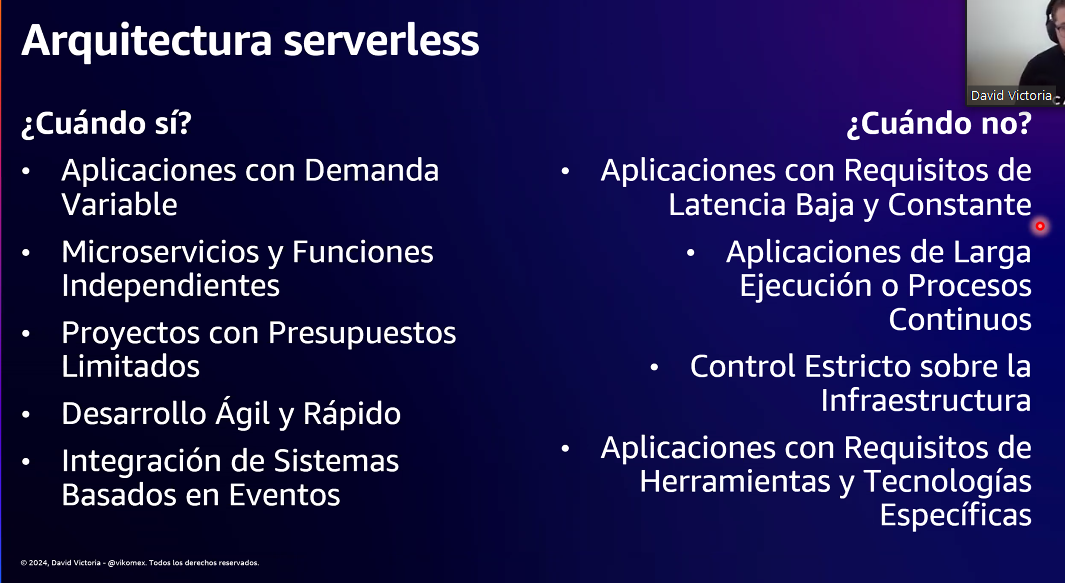 Arquitectura serverless
David Victoria
¿Cuándo sí?
• Aplicaciones con Demanda
Variable
• Microservicios y Funciones
Independientes
• Proyectos con Presupuestos
Limitados
• Desarrollo Ágil y Rápido
• Integración de Sistemas
Basados en Eventos
¿Cuándo no?
• Aplicaciones con Requisitos de
Latencia Baja y Constante
• Aplicaciones de Larga
Ejecución o Procesos
Continuos
• Control Estricto sobre la
Infraestructura
• Aplicaciones con Requisitos de
Herramientas y Tecnologías
Específicas
© 2024, David Victoria - @vikomex. Todos los derechos reservados.